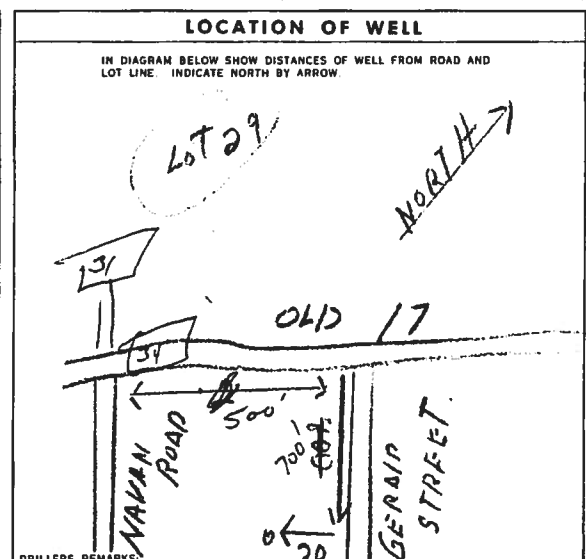 LOCATION OF WELL
IN DIAGRAM BELOW SHOW DISTANCES OF WELL FROM ROAD AND
LOT LINE. INDICATE NORTH BY ARROW.
LOT 29
NORTH
31
OLD 17
34
500'
700'
NAVAN
ROAD
GERALD
STREET.
20
DRILLERS REMARKS: